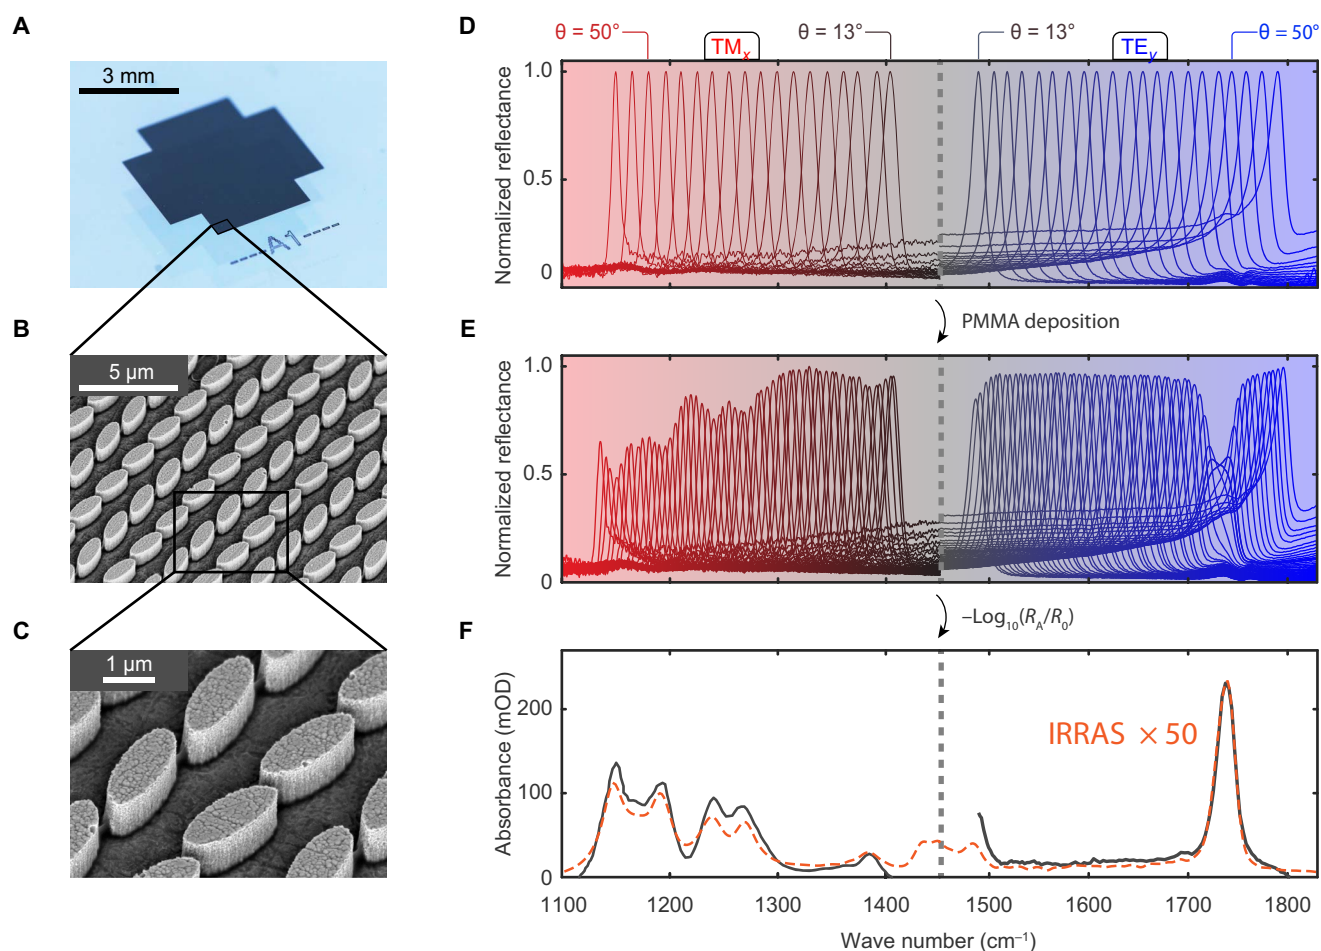 A
3 mm
----A1----
B
5 µm
C
1 µm
D
θ = 50°
TMx
θ = 13°
θ = 13°
TEy
θ = 50°
Normalized reflectance
1.0
0.5
0
PMMA deposition
E
Normalized reflectance
1.0
0.5
0
–Log10(RA/R0)
F
Absorbance (mOD)
200
100
0
IRRAS × 50
1100
1200
1300
1400
1500
1600
1700
1800
Wave number (cm–1)